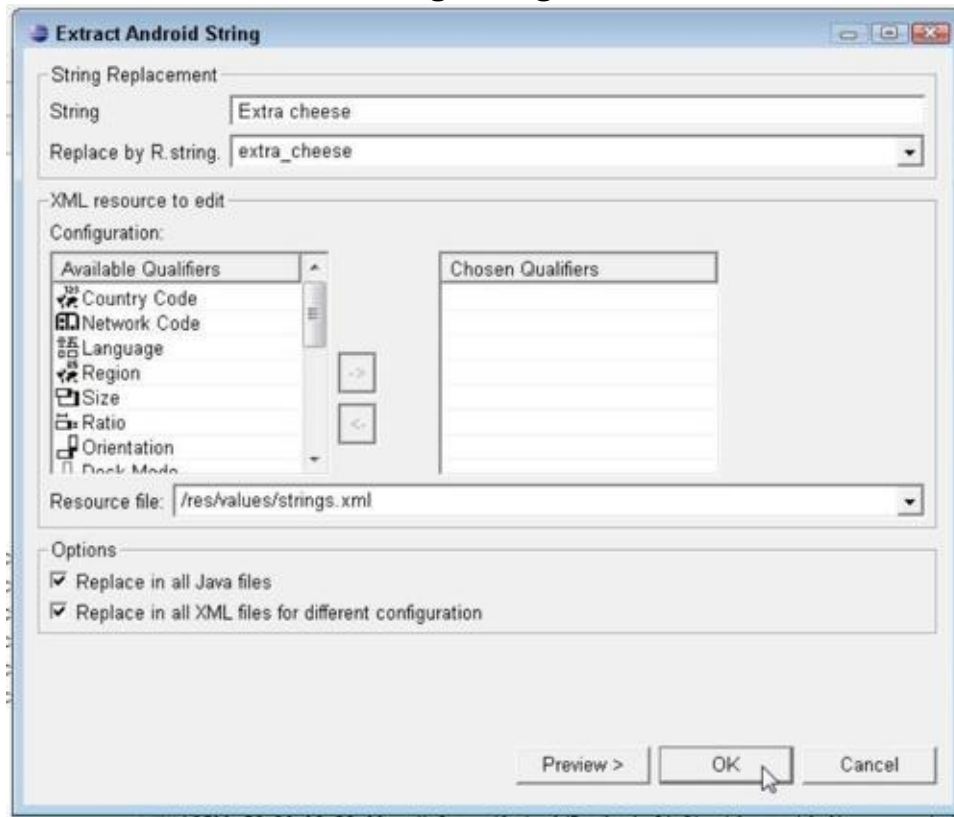 Extract Android String
String Replacement
String Extra cheese
Replace by R.string. extra_cheese
XML resource to edit
Configuration:
Available Qualifiers
Country Code
Network Code
Language
Region
Size
Ratio
Orientation
Dock Mode
->
<-
Chosen Qualifiers
Resource file: /res/values/strings.xml
Options
Replace in all Java files
Replace in all XML files for different configuration
Preview >
OK
Cancel